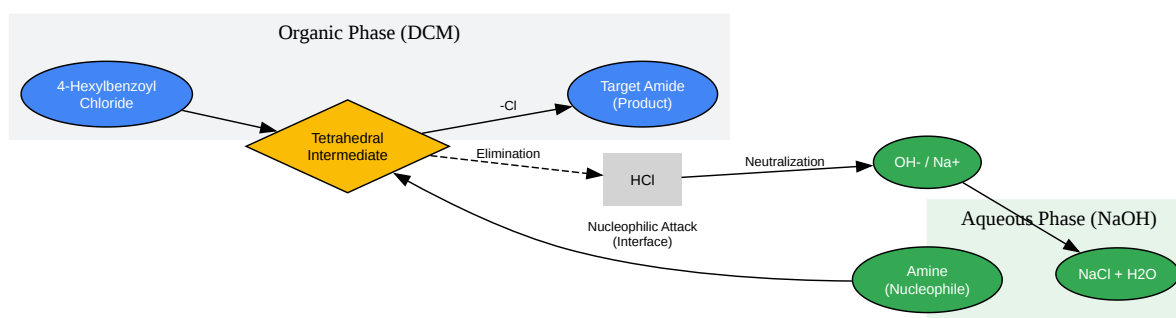 Organic Phase (DCM)
4-Hexylbenzoyl
Chloride
Target Amide
(Product)
-Cl
Tetrahedral
Intermediate
Elimination
HCl
Neutralization
OH- / Na+
Nucleophilic Attack
(Interface)
Aqueous Phase (NaOH)
Amine
(Nucleophile)
NaCl + H2O